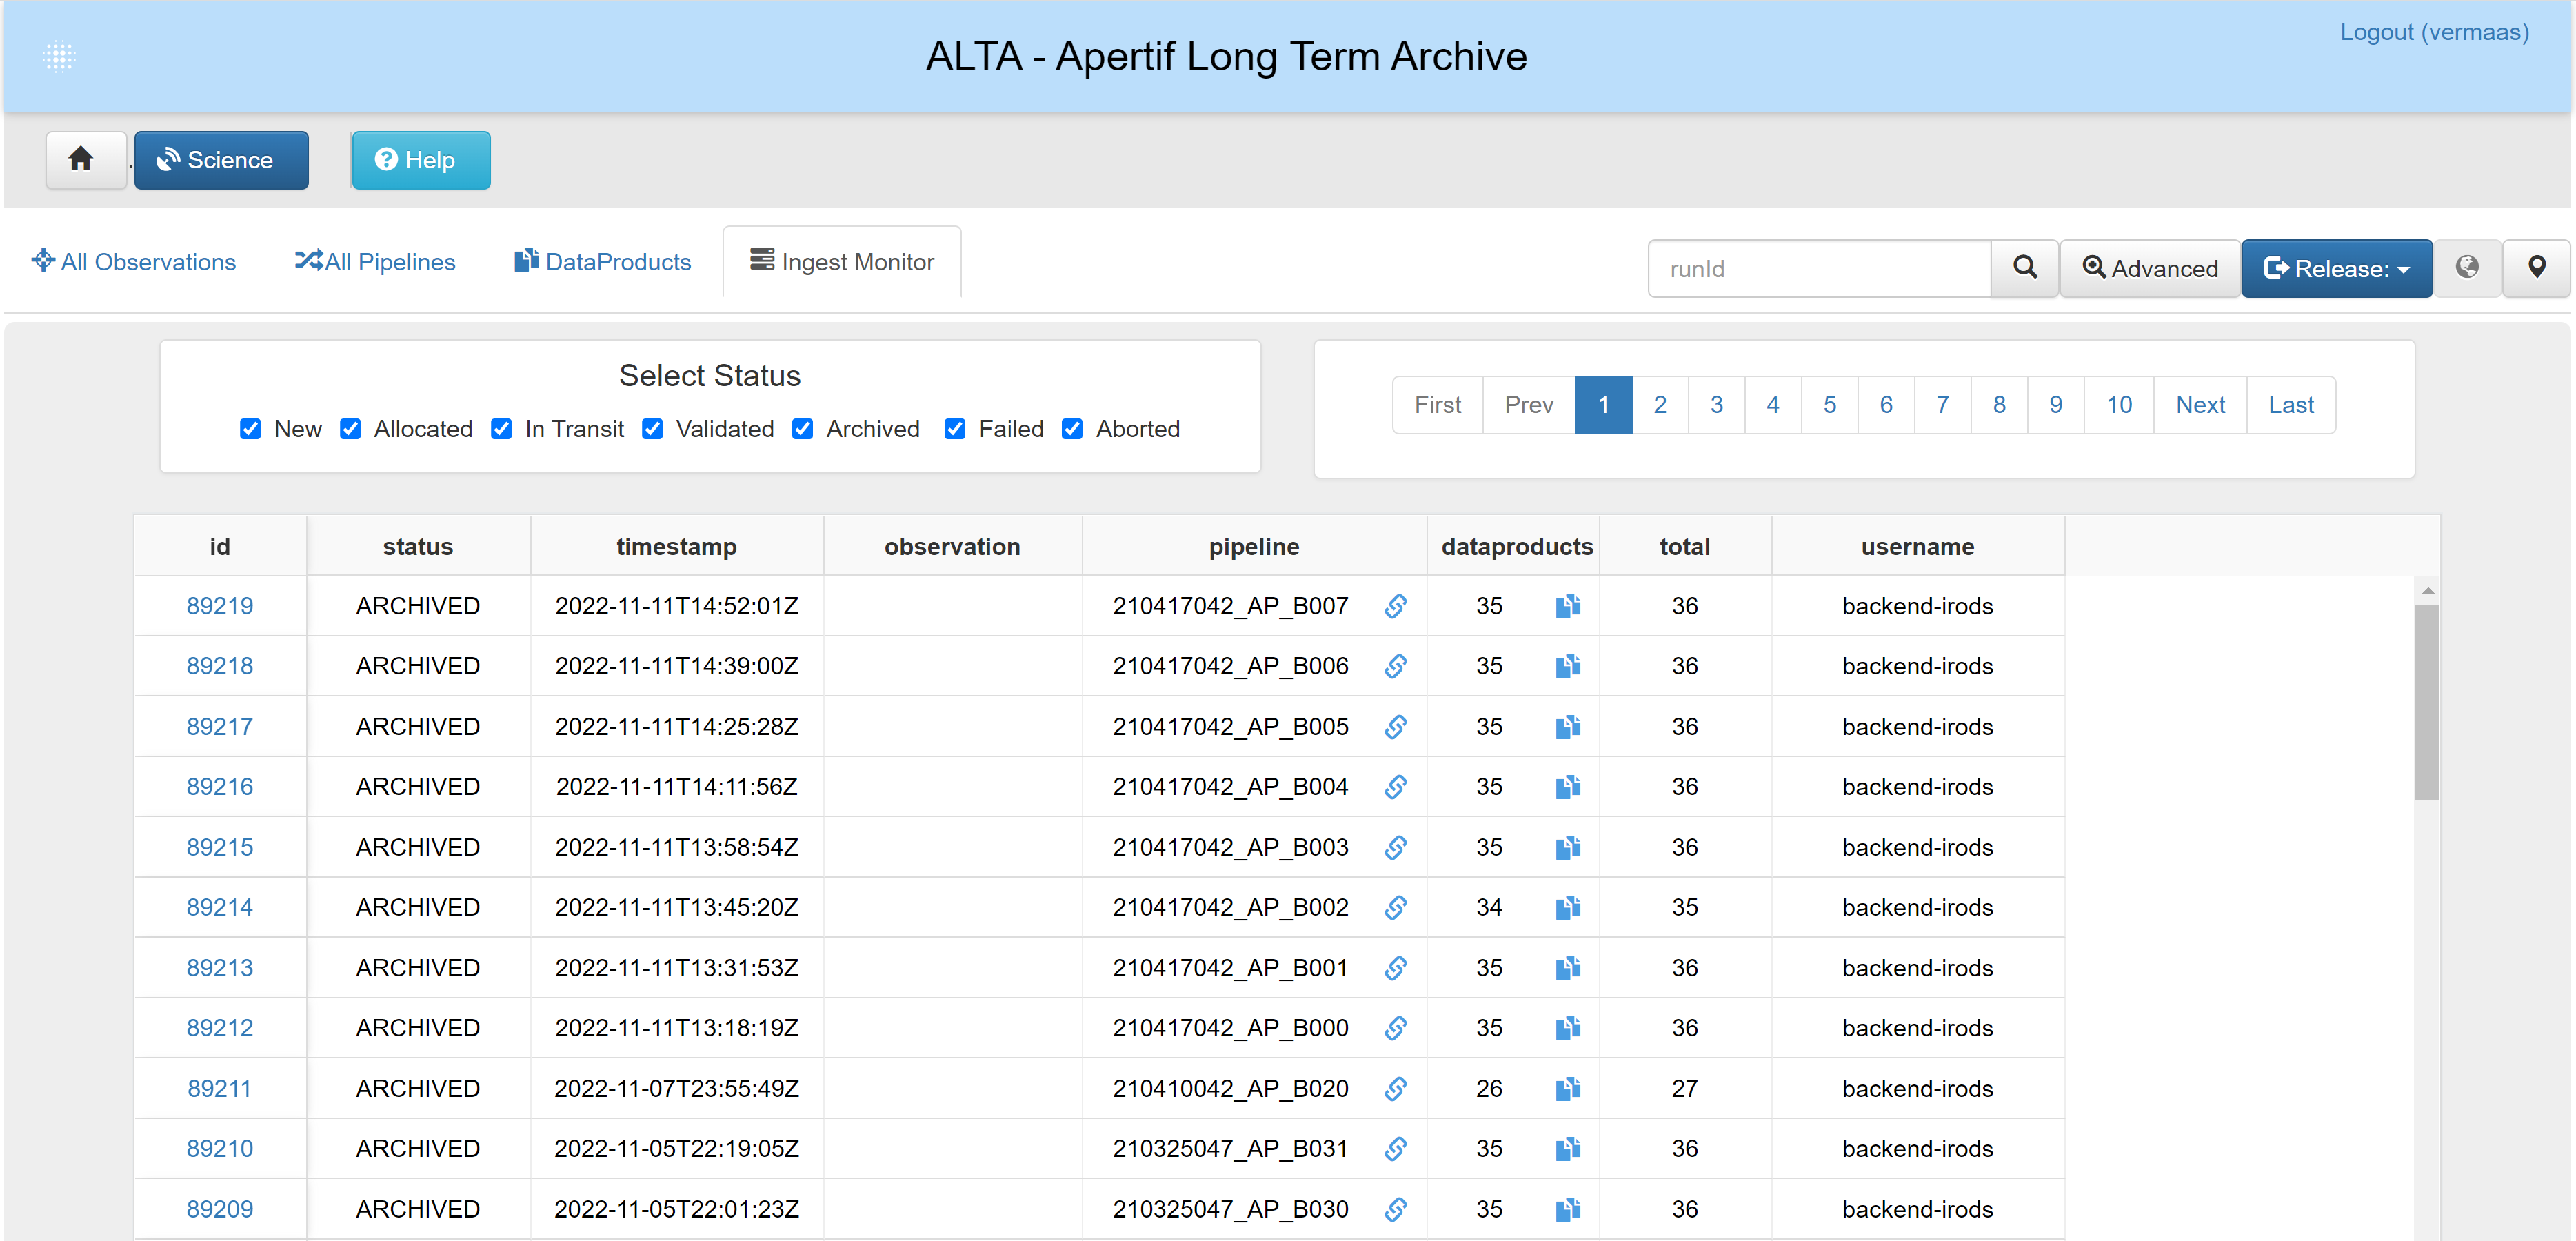 Logout (vermaas)
ALTA - Apertif Long Term Archive
. Science Help
All Observations All Pipelines DataProducts Ingest Monitor runId Advanced Release:
Select Status
New Allocated In Transit Validated Archived Failed Aborted
First Prev 1 2 3 4 5 6 7 8 9 10 Next Last
id status timestamp observation pipeline dataproducts total username
89219 ARCHIVED 2022-11-11T14:52:01Z 210417042_AP_B007 35 36 backend-irods
89218 ARCHIVED 2022-11-11T14:39:00Z 210417042_AP_B006 35 36 backend-irods
89217 ARCHIVED 2022-11-11T14:25:28Z 210417042_AP_B005 35 36 backend-irods
89216 ARCHIVED 2022-11-11T14:11:56Z 210417042_AP_B004 35 36 backend-irods
89215 ARCHIVED 2022-11-11T13:58:54Z 210417042_AP_B003 35 36 backend-irods
89214 ARCHIVED 2022-11-11T13:45:20Z 210417042_AP_B002 34 35 backend-irods
89213 ARCHIVED 2022-11-11T13:31:53Z 210417042_AP_B001 35 36 backend-irods
89212 ARCHIVED 2022-11-11T13:18:19Z 210417042_AP_B000 35 36 backend-irods
89211 ARCHIVED 2022-11-07T23:55:49Z 210410042_AP_B020 26 27 backend-irods
89210 ARCHIVED 2022-11-05T22:19:05Z 210325047_AP_B031 35 36 backend-irods
89209 ARCHIVED 2022-11-05T22:01:23Z 210325047_AP_B030 35 36 backend-irods